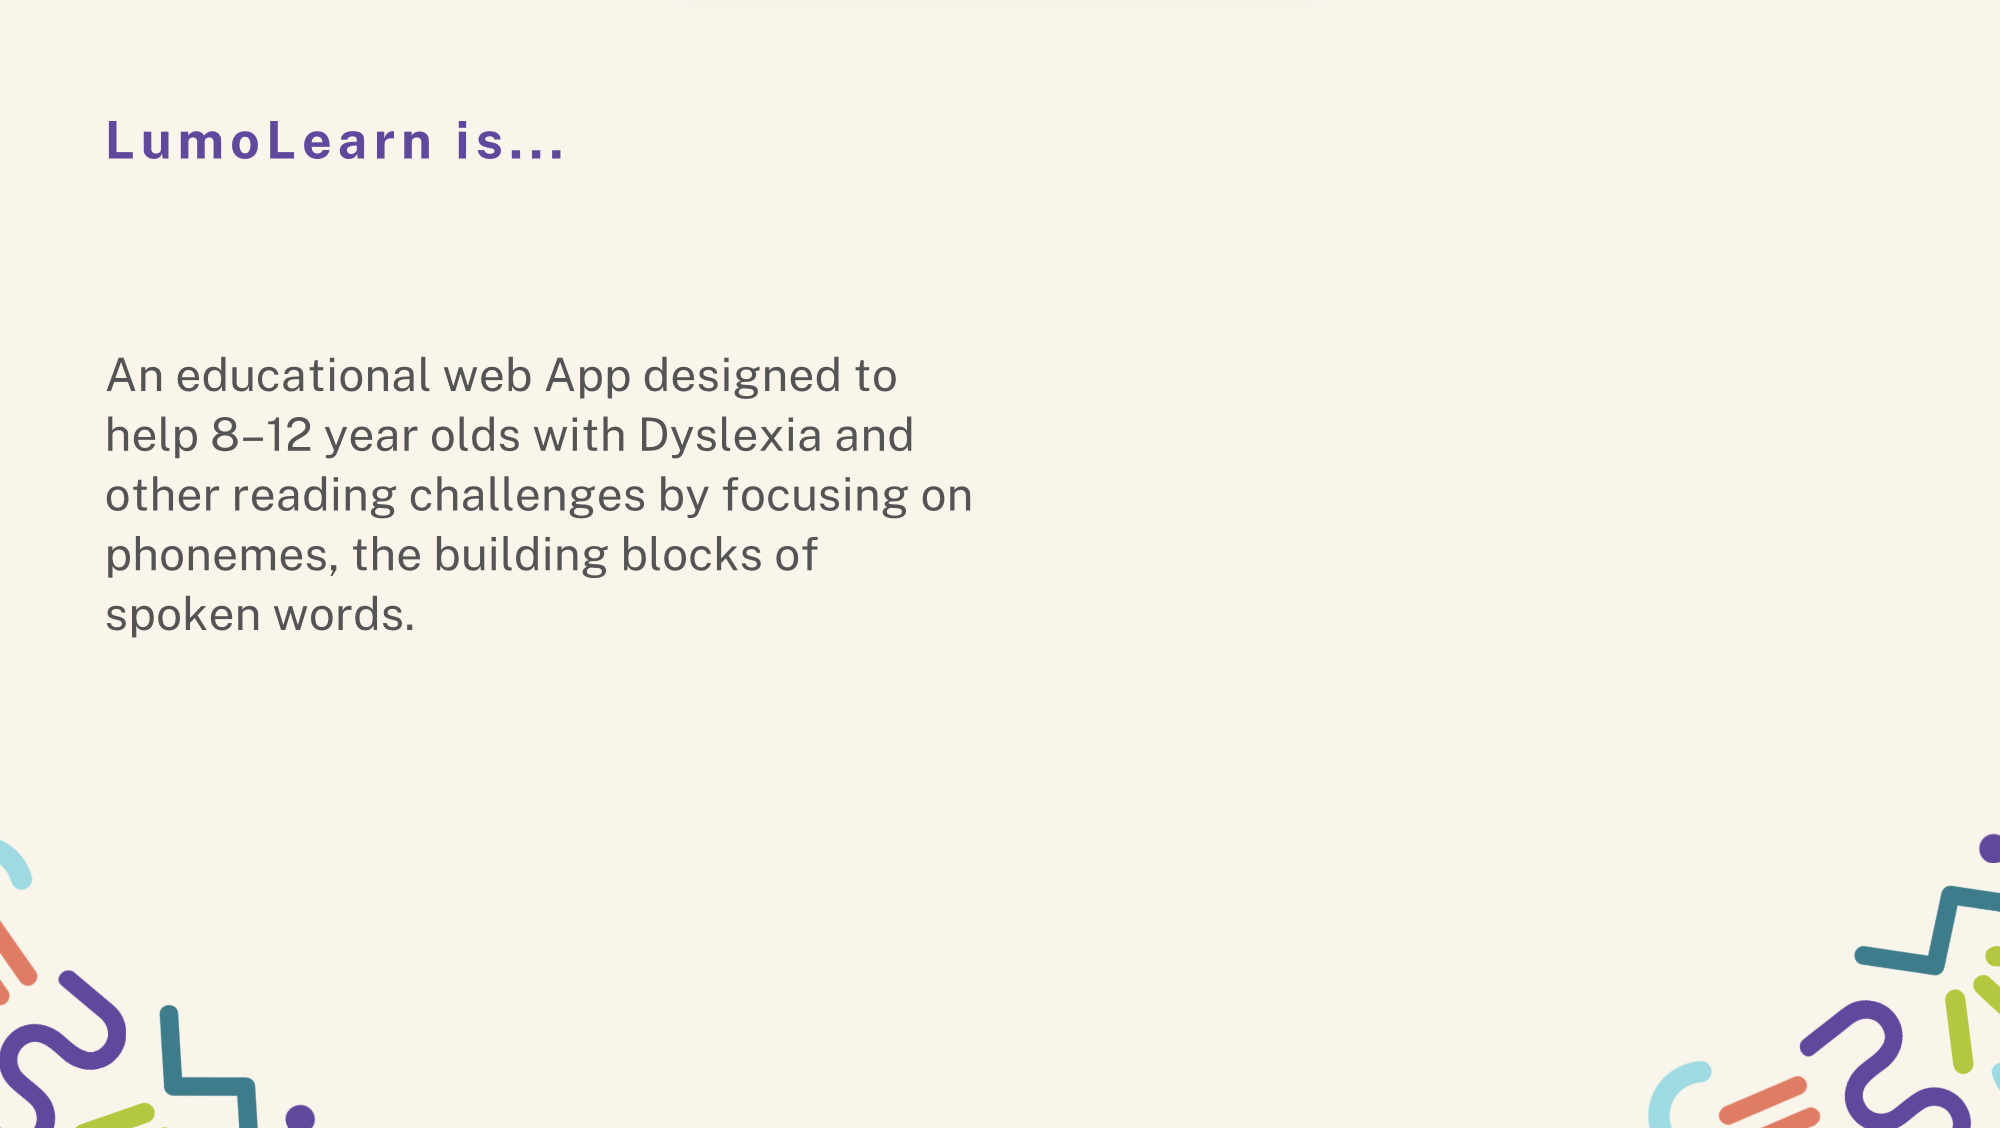 LumoLearn is...
An educational web App designed to
help 8–12 year olds with Dyslexia and
other reading challenges by focusing on
phonemes, the building blocks of
spoken words.